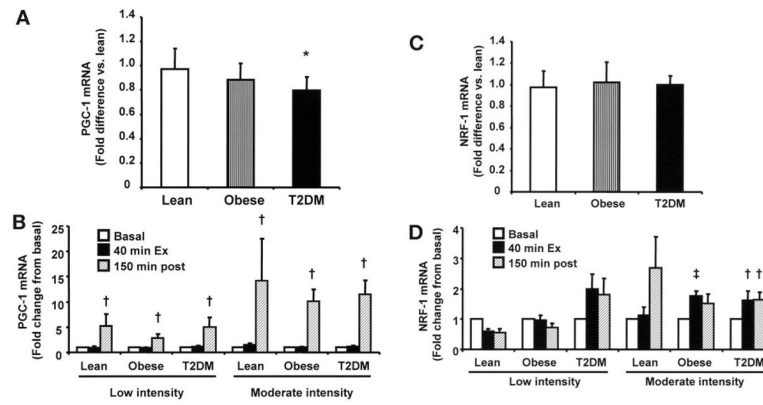 A
PGC-1 mRNA
(Fold difference vs. lean)
1.4
1.2
1.0
0.8
0.6
0.4
0.2
0
*
Lean Obese T2DM
B
PGC-1 mRNA
(Fold change from basal)
25
20
15
10
5
0
Basal
40 min Ex
150 min post
† † † † † †
Lean Obese T2DM Lean Obese T2DM
Low intensity Moderate intensity
C
NRF-1 mRNA
(Fold difference vs. lean)
1.4
1.2
1.0
0.8
0.6
0.4
0.2
0
Lean Obese T2DM
D
NRF-1 mRNA
(Fold change from basal)
4
3
2
1
0
Basal
40 min Ex
150 min post
‡ † †
Lean Obese T2DM Lean Obese T2DM
Low intensity Moderate intensity